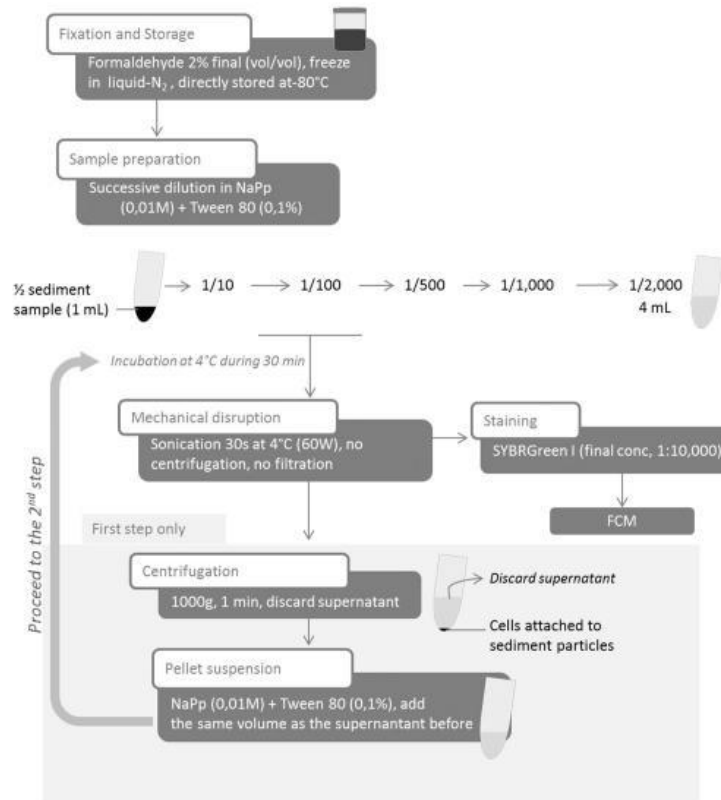 Fixation and Storage
Formaldehyde 2% final (vol/vol), freeze
in liquid-N₂ , directly stored at-80°C
Sample preparation
Successive dilution in NaPp
(0,01M) + Tween 80 (0,1%)
½ sediment
sample (1 mL)
1/10
1/100
1/500
1/1,000
1/2,000
4 mL
Incubation at 4°C during 30 min
Mechanical disruption
Sonication 30s at 4°C (60W), no
centrifugation, no filtration
Staining
SYBRGreen I (final conc, 1:10,000)
FCM
Proceed to the 2nd step
First step only
Centrifugation
1000g, 1 min, discard supernatant
Discard supernatant
Cells attached to
sediment particles
Pellet suspension
NaPp (0,01M) + Tween 80 (0,1%), add
the same volume as the supernantant before